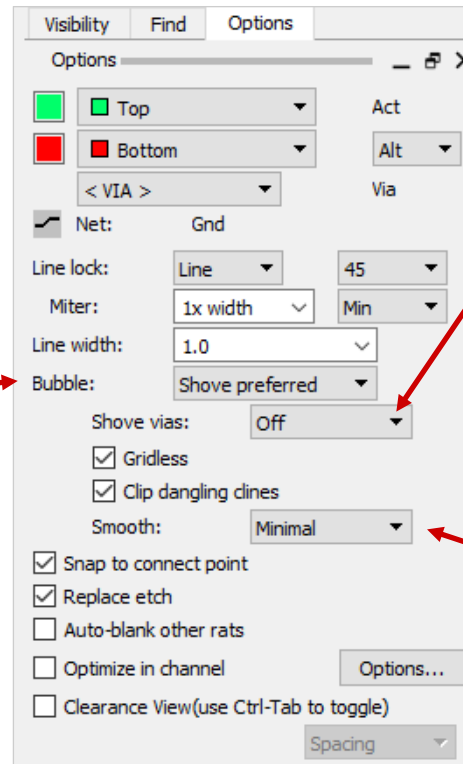 Visibility Find Options
Options
Top Act
Bottom Alt
< VIA > Via
Net: Gnd
Line lock: Line 45
Miter: 1x width Min
Line width: 1.0
Bubble: Shove preferred
Shove vias: Off
Gridless
Clip dangling clines
Smooth: Minimal
Snap to connect point
Replace etch
Auto-blank other rats
Optimize in channel Options...
Clearance View(use Ctrl-Tab to toggle)
Spacing